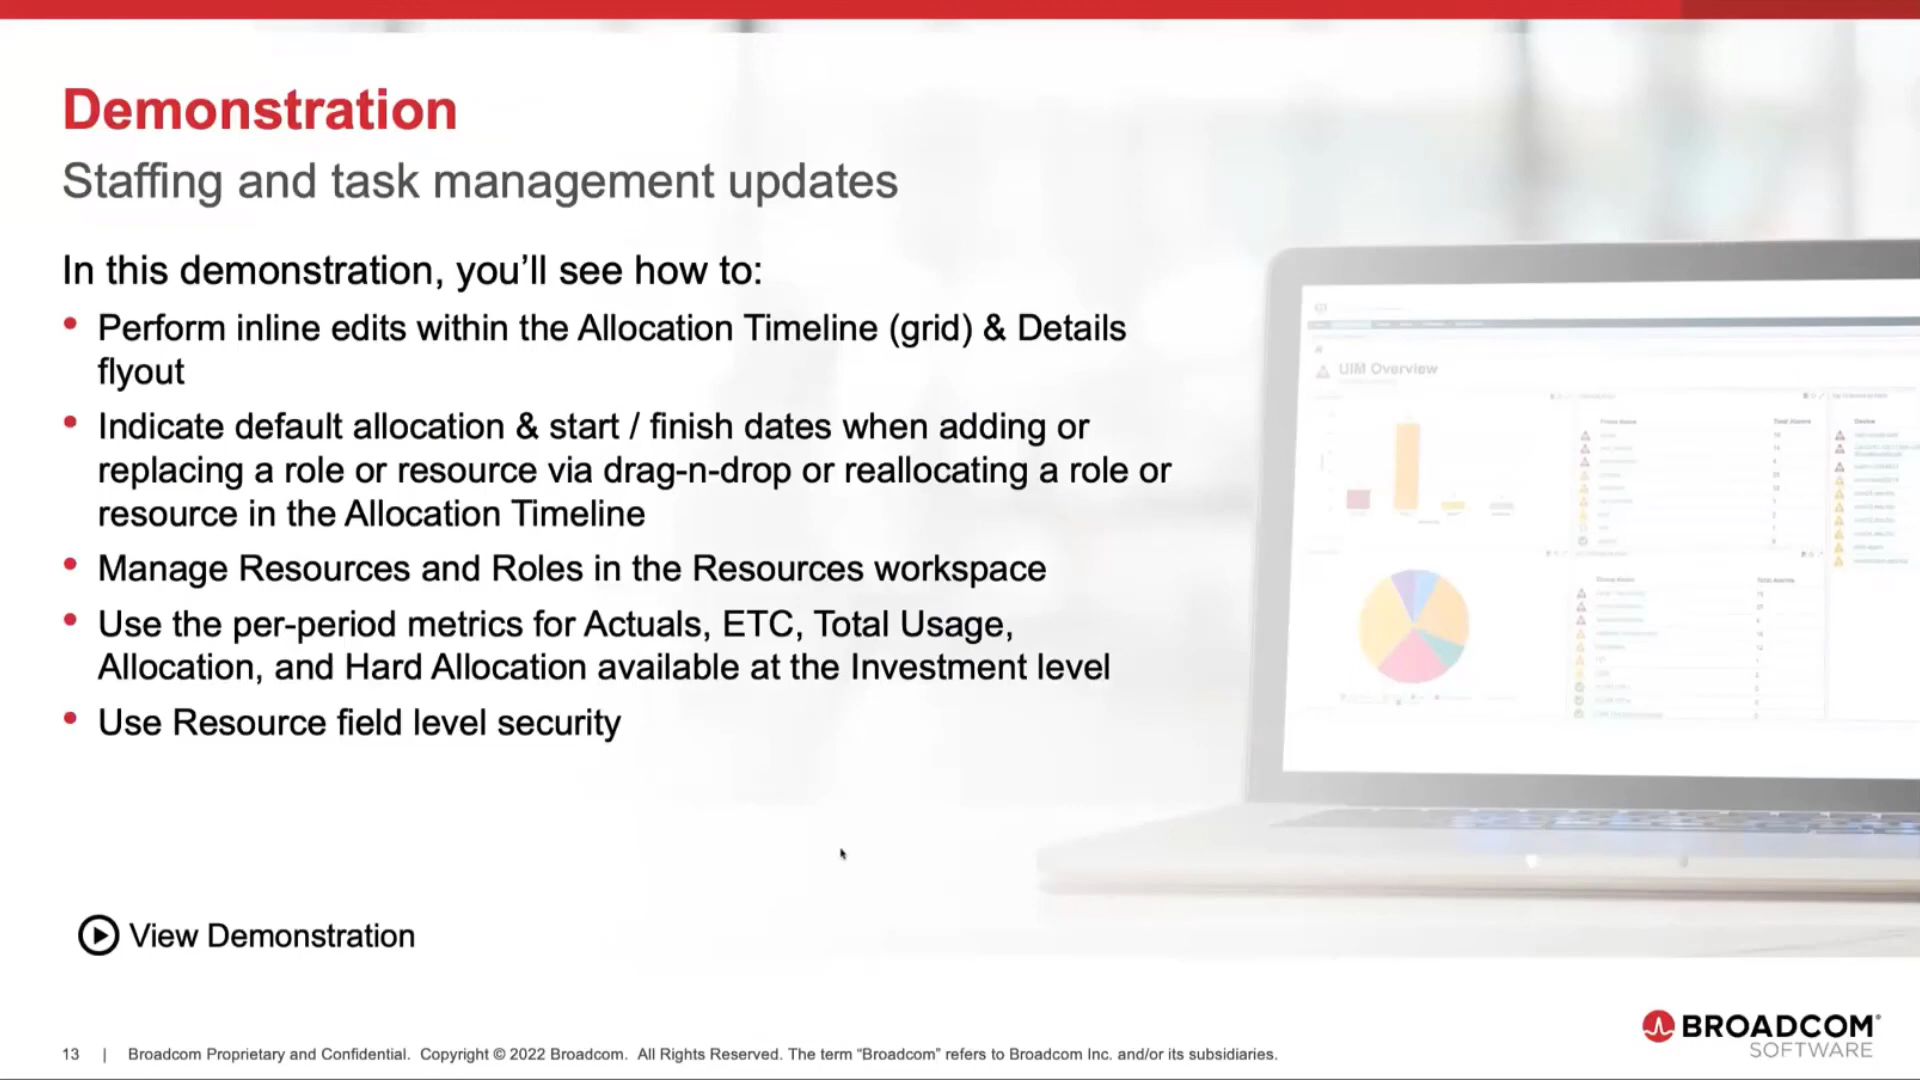 Demonstration
Staffing and task management updates
In this demonstration, you’ll see how to:
• Perform inline edits within the Allocation Timeline (grid) & Details
flyout
• Indicate default allocation & start / finish dates when adding or
replacing a role or resource via drag-n-drop or reallocating a role or
resource in the Allocation Timeline
• Manage Resources and Roles in the Resources workspace
• Use the per-period metrics for Actuals, ETC, Total Usage,
Allocation, and Hard Allocation available at the Investment level
• Use Resource field level security
UIM Overview
View Demonstration
BROADCOM®
SOFTWARE
13 | Broadcom Proprietary and Confidential. Copyright © 2022 Broadcom. All Rights Reserved. The term “Broadcom” refers to Broadcom Inc. and/or its subsidiaries.